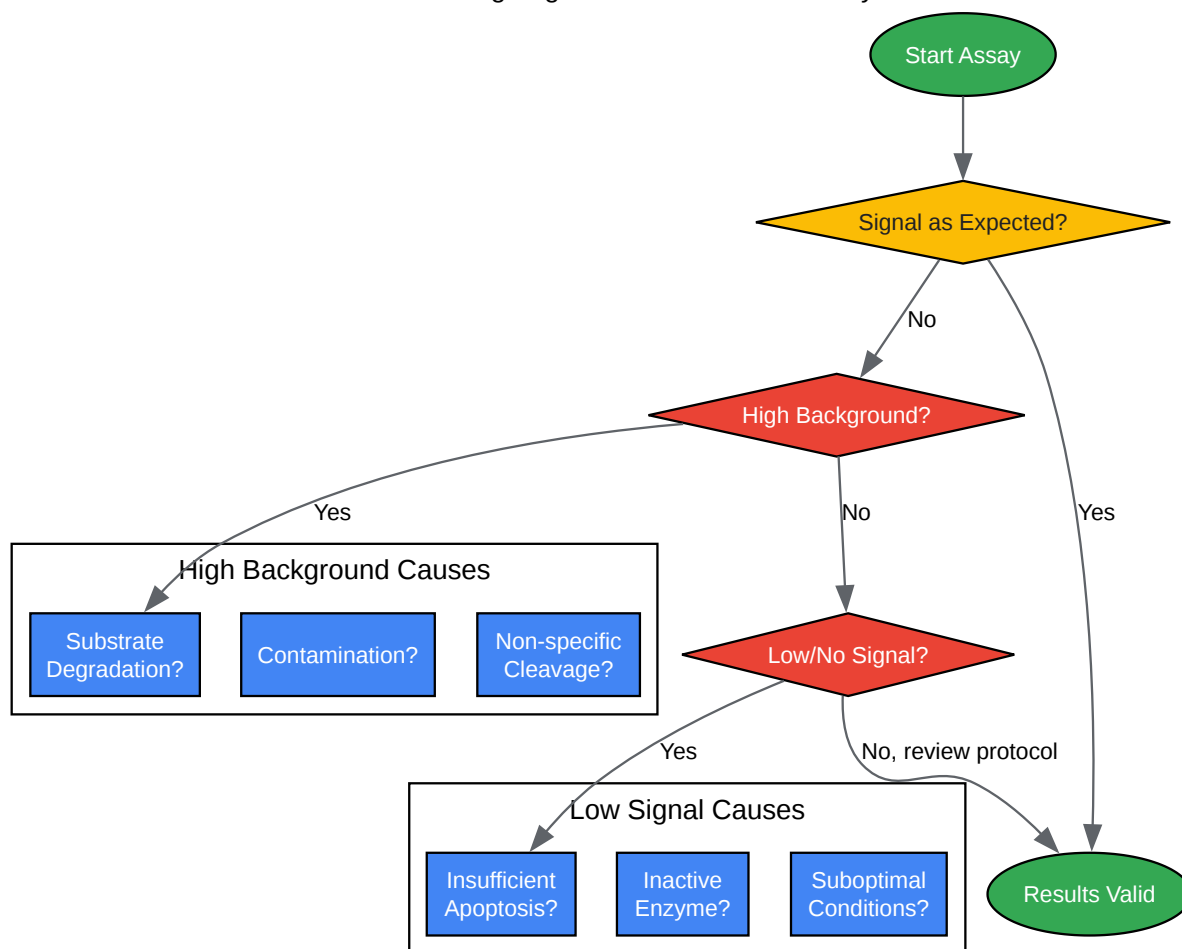 Start Assay
Signal as Expected?
No
High Background?
Yes
No
Yes
High Background Causes
Substrate
Degradation?
Contamination?
Non-specific
Cleavage?
Low/No Signal?
Yes
No, review protocol
Low Signal Causes
Insufficient
Apoptosis?
Inactive
Enzyme?
Suboptimal
Conditions?
Results Valid